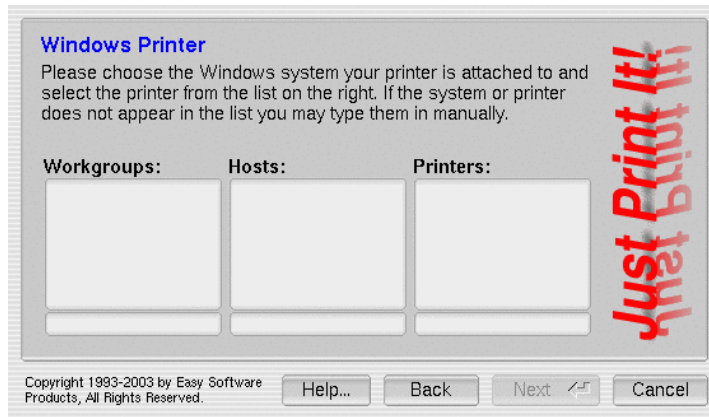 Windows Printer
Please choose the Windows system your printer is attached to and
select the printer from the list on the right. If the system or printer
does not appear in the list you may type them in manually.
Workgroups:
Hosts:
Printers:
Just Print It!
Copyright 1993-2003 by Easy Software
Products, All Rights Reserved.
Help...
Back
Next
Cancel